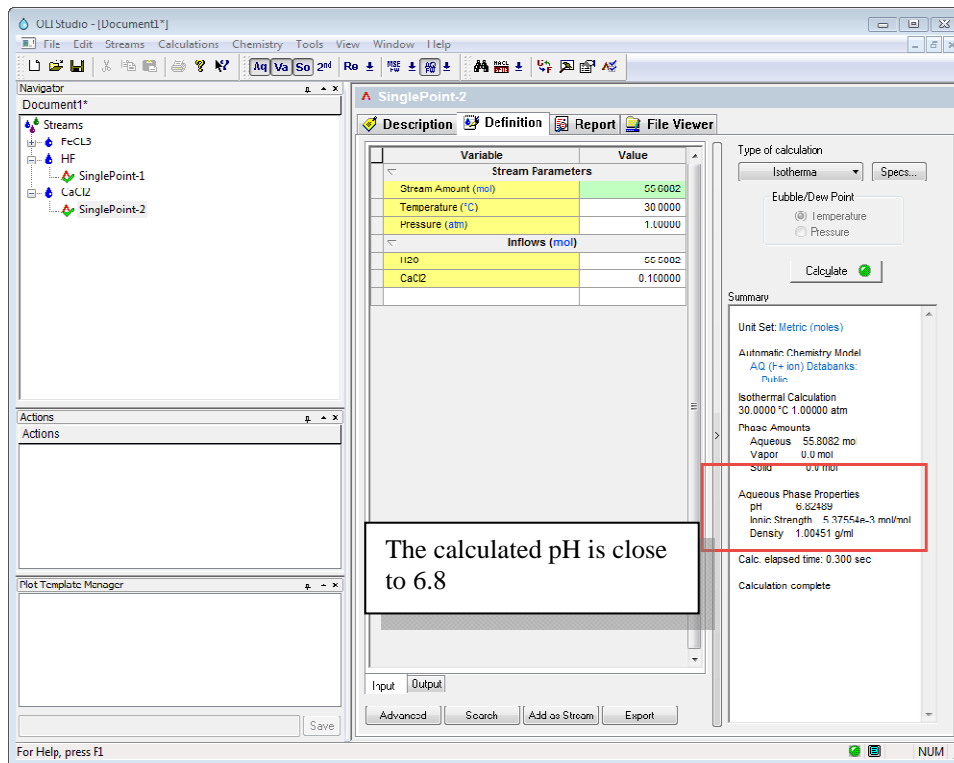 OLI Studio - [Document1*]
File Edit Streams Calculations Chemistry Tools View Window Help
Aq Va So 2nd Re
Navigator
Document1*
Streams
FeCL3
HF
SinglePoint-1
CaCl2
SinglePoint-2
Actions
Actions
Plot Template Manager
Save
SinglePoint-2
Description Definition Report File Viewer
Variable Value
Stream Parameters
Stream Amount (mol) 55.6082
Temperature (°C) 30.0000
Pressure (atm) 1.00000
Inflows (mol)
H2O 55.5082
CaCl2 0.100000
Input Output
Advanced Search Add as Stream Export
Type of calculation
Isotherma Specs...
Bubble/Dew Point
Temperature
Pressure
Calculate
Summary
Unit Set: Metric (moles)
Automatic Chemistry Model
AQ (H+ ion) Databanks:
Public
Isothermal Calculation
30.0000 °C 1.00000 atm
Phase Amounts
Aqueous 55.8082 mol
Vapor 0.0 mol
Solid 0.0 mol
Aqueous Phase Properties
pH 6.82489
Ionic Strength 5.37554e-3 mol/mol
Density 1.00451 g/ml
Calc. elapsed time: 0.300 sec
Calculation complete
The calculated pH is close
to 6.8
For Help, press F1
NUM